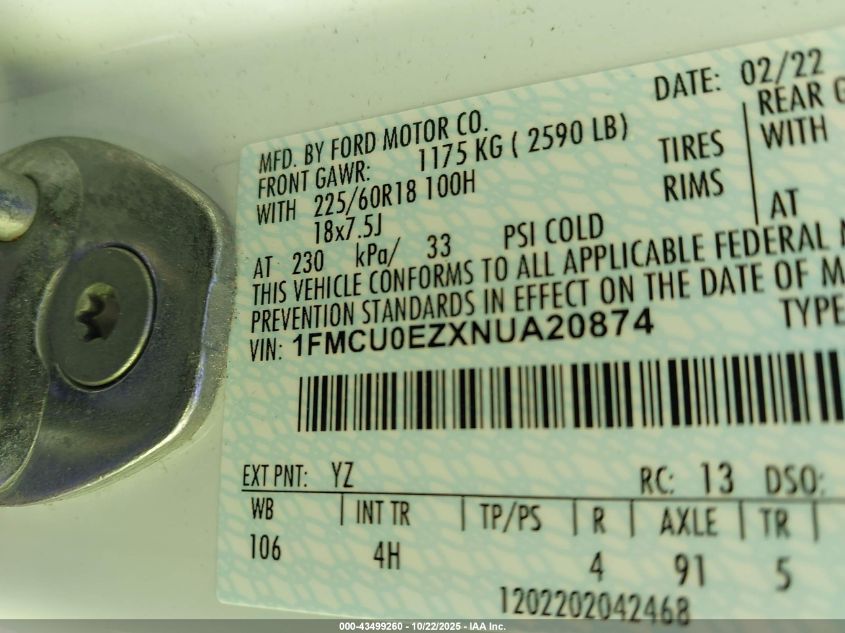 DATE: 02/22
MFD. BY FORD MOTOR CO.
FRONT GAWR: 1175 KG ( 2590 LB) TIRES REAR G
WITH 225/60R18 100H RIMS WITH
18x7.5J
AT 230 kPa/ 33 PSI COLD AT
THIS VEHICLE CONFORMS TO ALL APPLICABLE FEDERAL
PREVENTION STANDARDS IN EFFECT ON THE DATE OF M
VIN: 1FMCU0EZXNUA20874 TYPE
EXT PNT: YZ RC: 13 DSO:
WB INT TR TP/PS R AXLE TR
106 4H 4 91 5
1202202042468
000-43499260 - 10/22/2025 - IAA Inc.